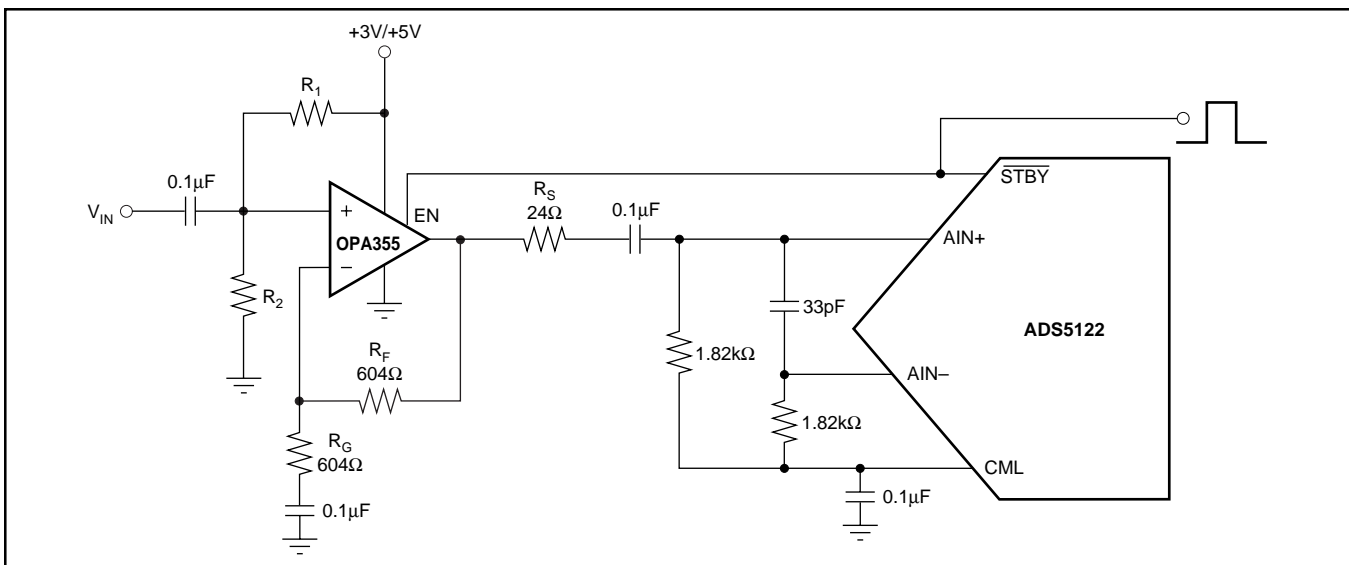 +3V/+5V
R1
0.1µF
VIN
+
EN
OPA355
–
R2
RS
24Ω
0.1µF
STBY
AIN+
33pF
ADS5122
1.82kΩ
AIN–
RF
604Ω
1.82kΩ
RG
604Ω
CML
0.1µF
0.1µF